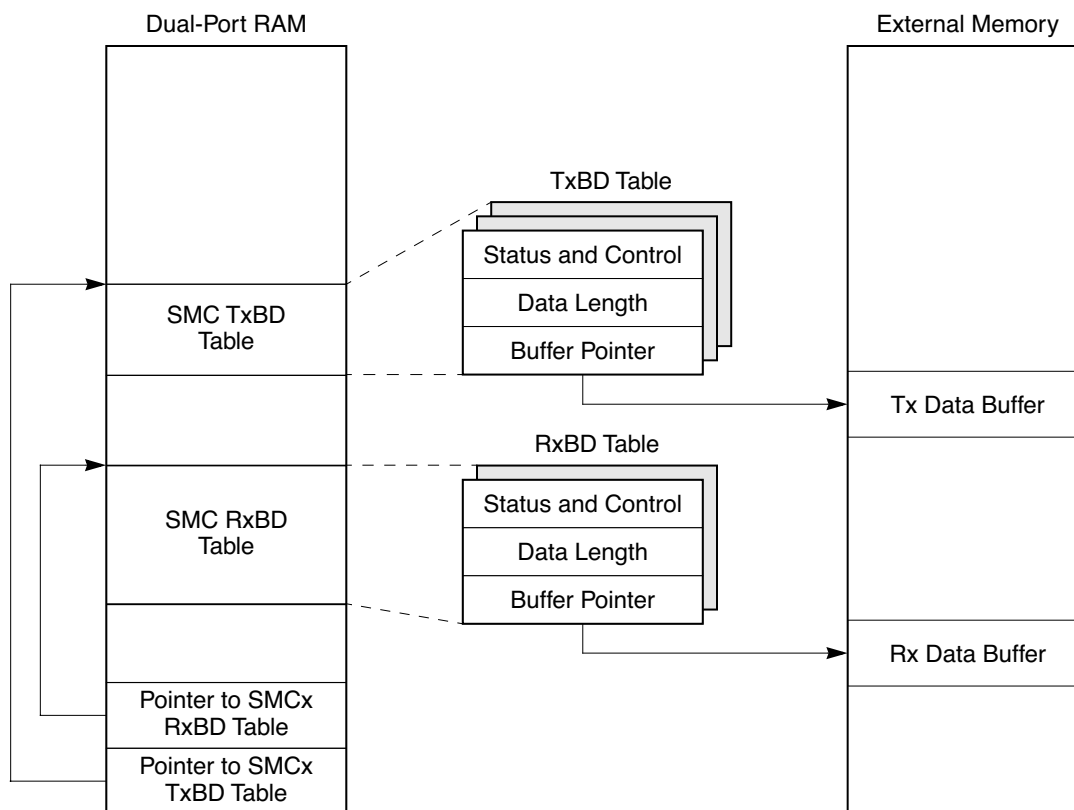 Dual-Port RAM
External Memory
TxBD Table
Status and Control
Data Length
Buffer Pointer
SMC TxBD
Table
Tx Data Buffer
RxBD Table
Status and Control
Data Length
Buffer Pointer
SMC RxBD
Table
Rx Data Buffer
Pointer to SMCx
RxBD Table
Pointer to SMCx
TxBD Table